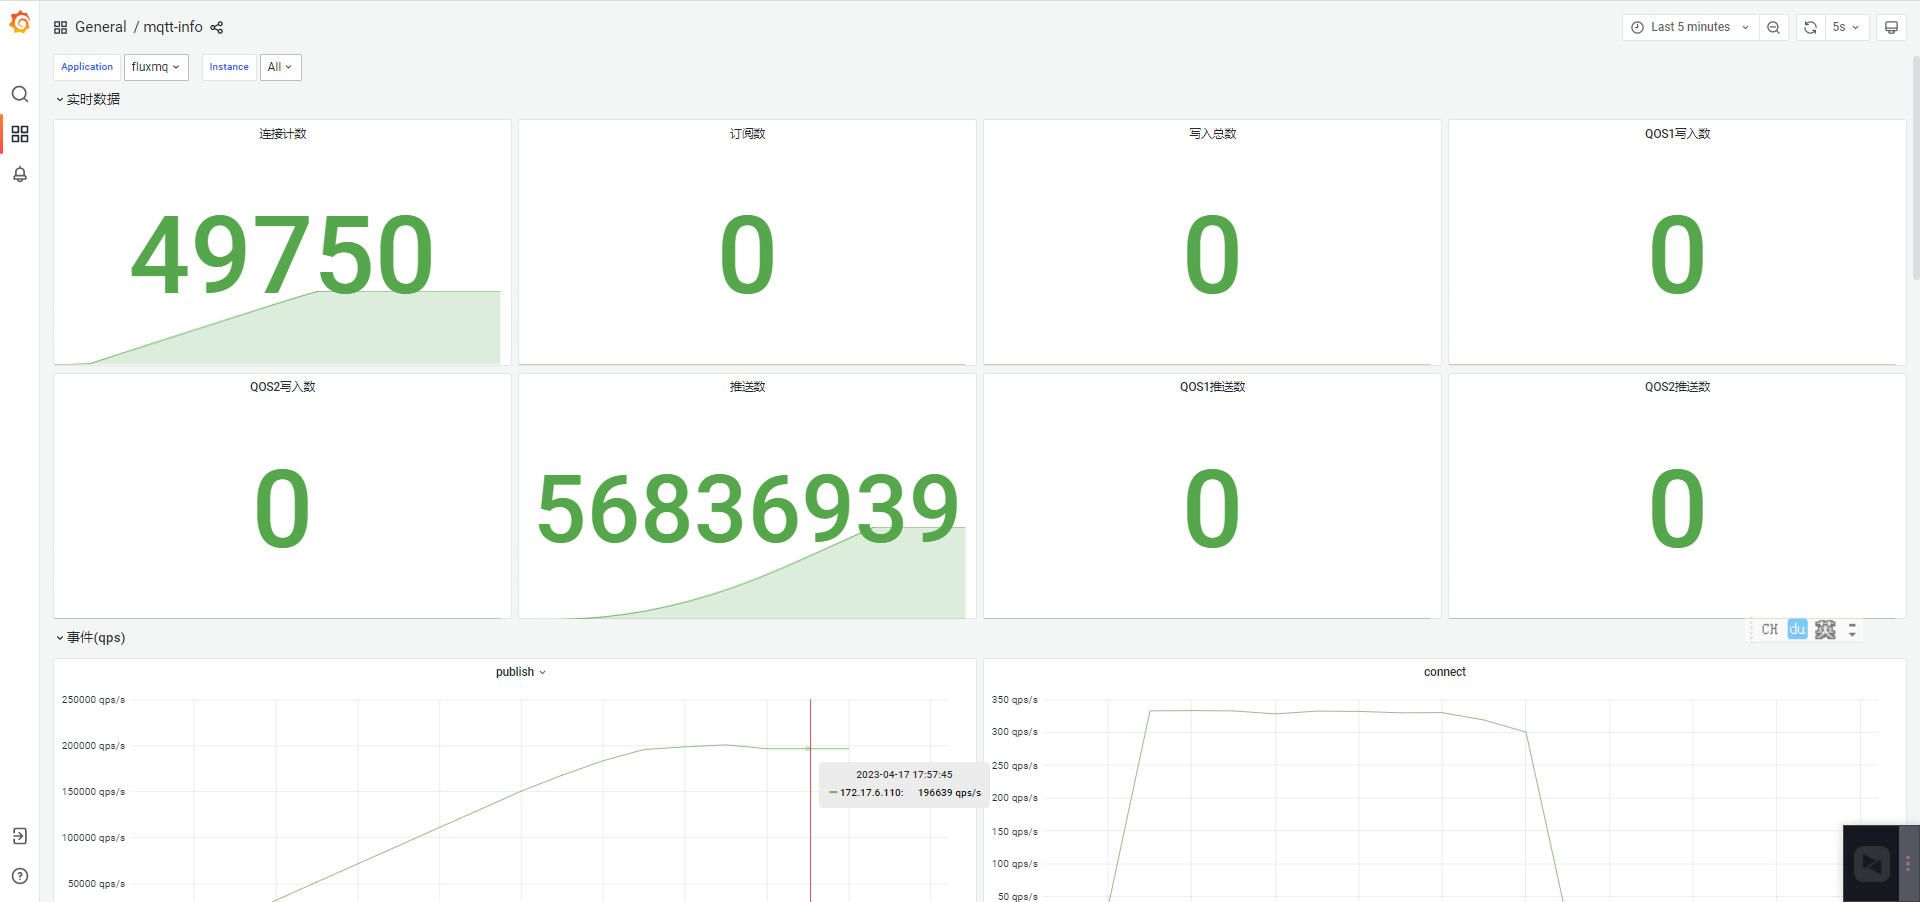 General / mqtt-info
Last 5 minutes
5s
Application fluxmq Instance All
实时数据
连接计数
49750
订阅数
0
写入总数
0
QOS1写入数
0
QOS2写入数
0
推送数
56836939
QOS1推送数
0
QOS2推送数
0
CH du 英
事件(qps)
publish
250000 qps/s
200000 qps/s
150000 qps/s
100000 qps/s
50000 qps/s
2023-04-17 17:57:45
172.17.6.110: 196639 qps/s
connect
350 qps/s
300 qps/s
250 qps/s
200 qps/s
150 qps/s
100 qps/s
50 qps/s